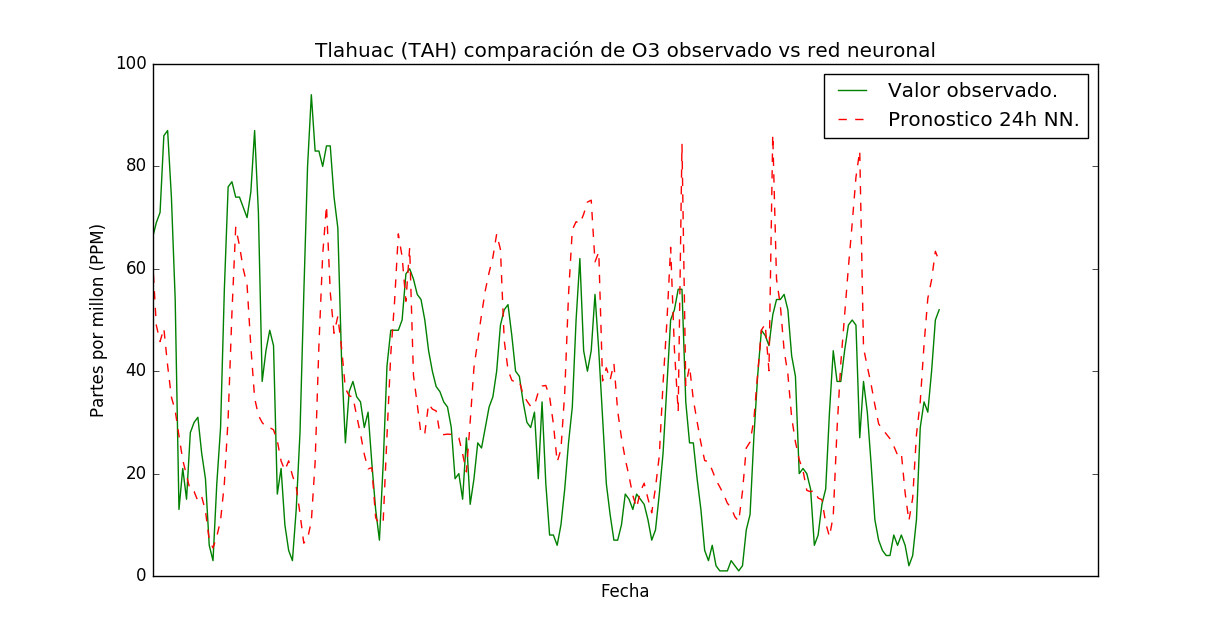 Tlahuac (TAH) comparación de O3 observado vs red neuronal
100
80
60
40
20
0
Partes por millon (PPM)
Valor observado.
Pronostico 24h NN.
Fecha